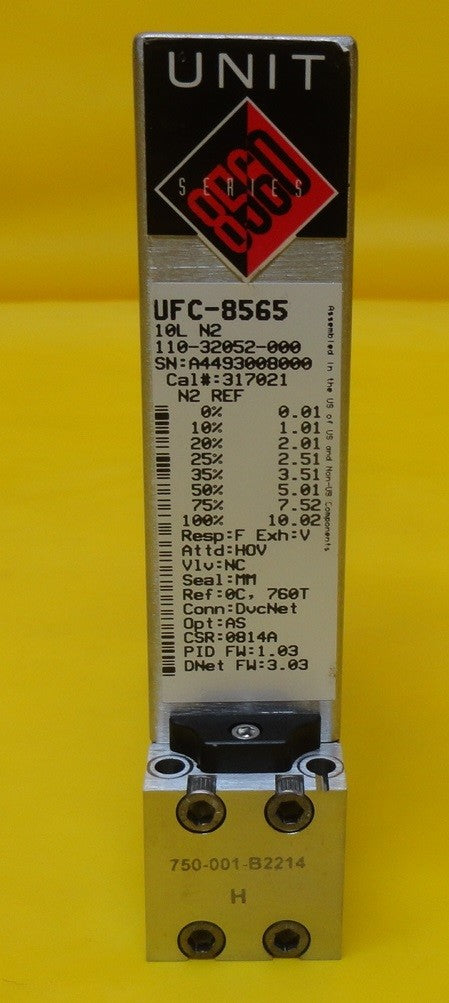 UNIT
8560
SERIES
UFC-8565
10L N2
110-32052-000
SN:A4493008000
Cal#:317021
N2 REF
0% 0.01
10% 1.01
20% 2.01
25% 2.51
35% 3.51
50% 5.01
75% 7.52
100% 10.02
Resp:F Exh:V
Attd:HOV
Vlv:NC
Seal:MM
Ref:0C, 760T
Conn:DvcNet
Opt:AS
CSR:0814A
PID FW:1.03
DNet FW:3.03
Assembled in the US of US and Non-US Components
750-001-B2214
H